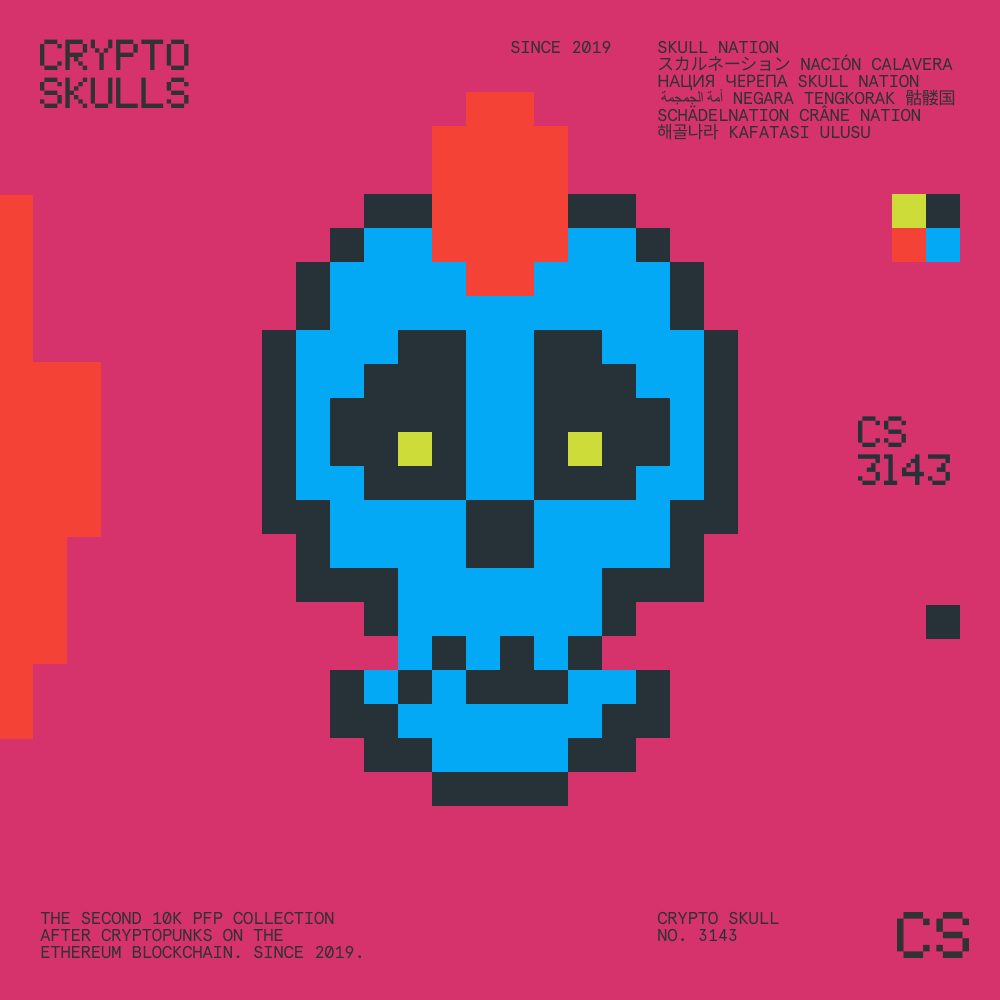 CRYPTO
SKULLS
SINCE 2019
SKULL NATION
スカルネーション NACIÓN CALAVERA
НАЦИЯ ЧЕРЕПА SKULL NATION
أمة الجمجمة NEGARA TENGKORAK 骷髅国
SCHÄDELNATION CRÂNE NATION
해골나라 KAFATASI ULUSU
CS
3143
THE SECOND 10K PFP COLLECTION
AFTER CRYPTOPUNKS ON THE
ETHEREUM BLOCKCHAIN. SINCE 2019.
CRYPTO SKULL
NO. 3143
CS